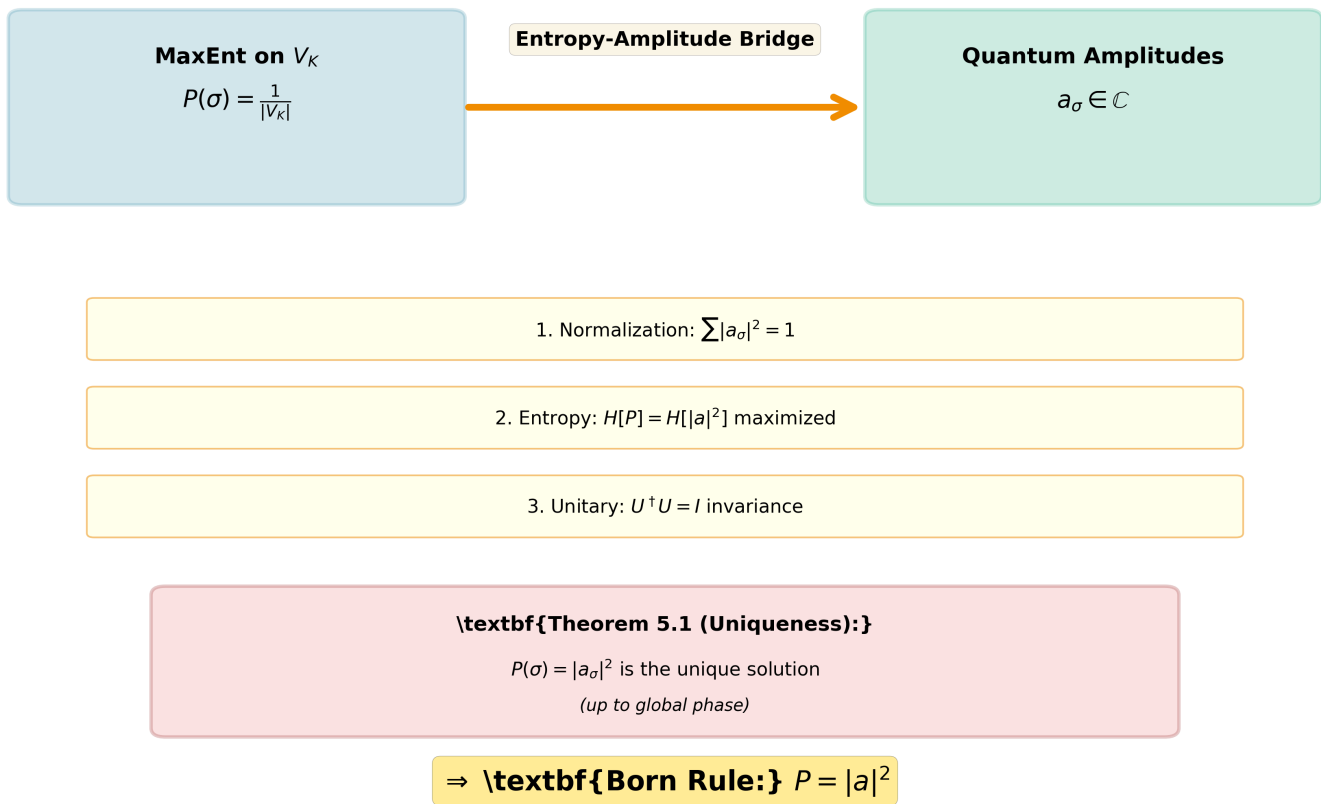 MaxEnt on $V_K$
$P(\sigma) = \frac{1}{|V_K|}$
Entropy-Amplitude Bridge
Quantum Amplitudes
$a_\sigma \in \mathbb{C}$
1. Normalization: $\sum |a_\sigma|^2 = 1$
2. Entropy: $H[P] = H[|a|^2]$ maximized
3. Unitary: $U^\dagger U = I$ invariance
\textbf{Theorem 5.1 (Uniqueness):}
$P(\sigma) = |a_\sigma|^2$ is the unique solution
(up to global phase)
⇒ \textbf{Born Rule:} $P = |a|^2$